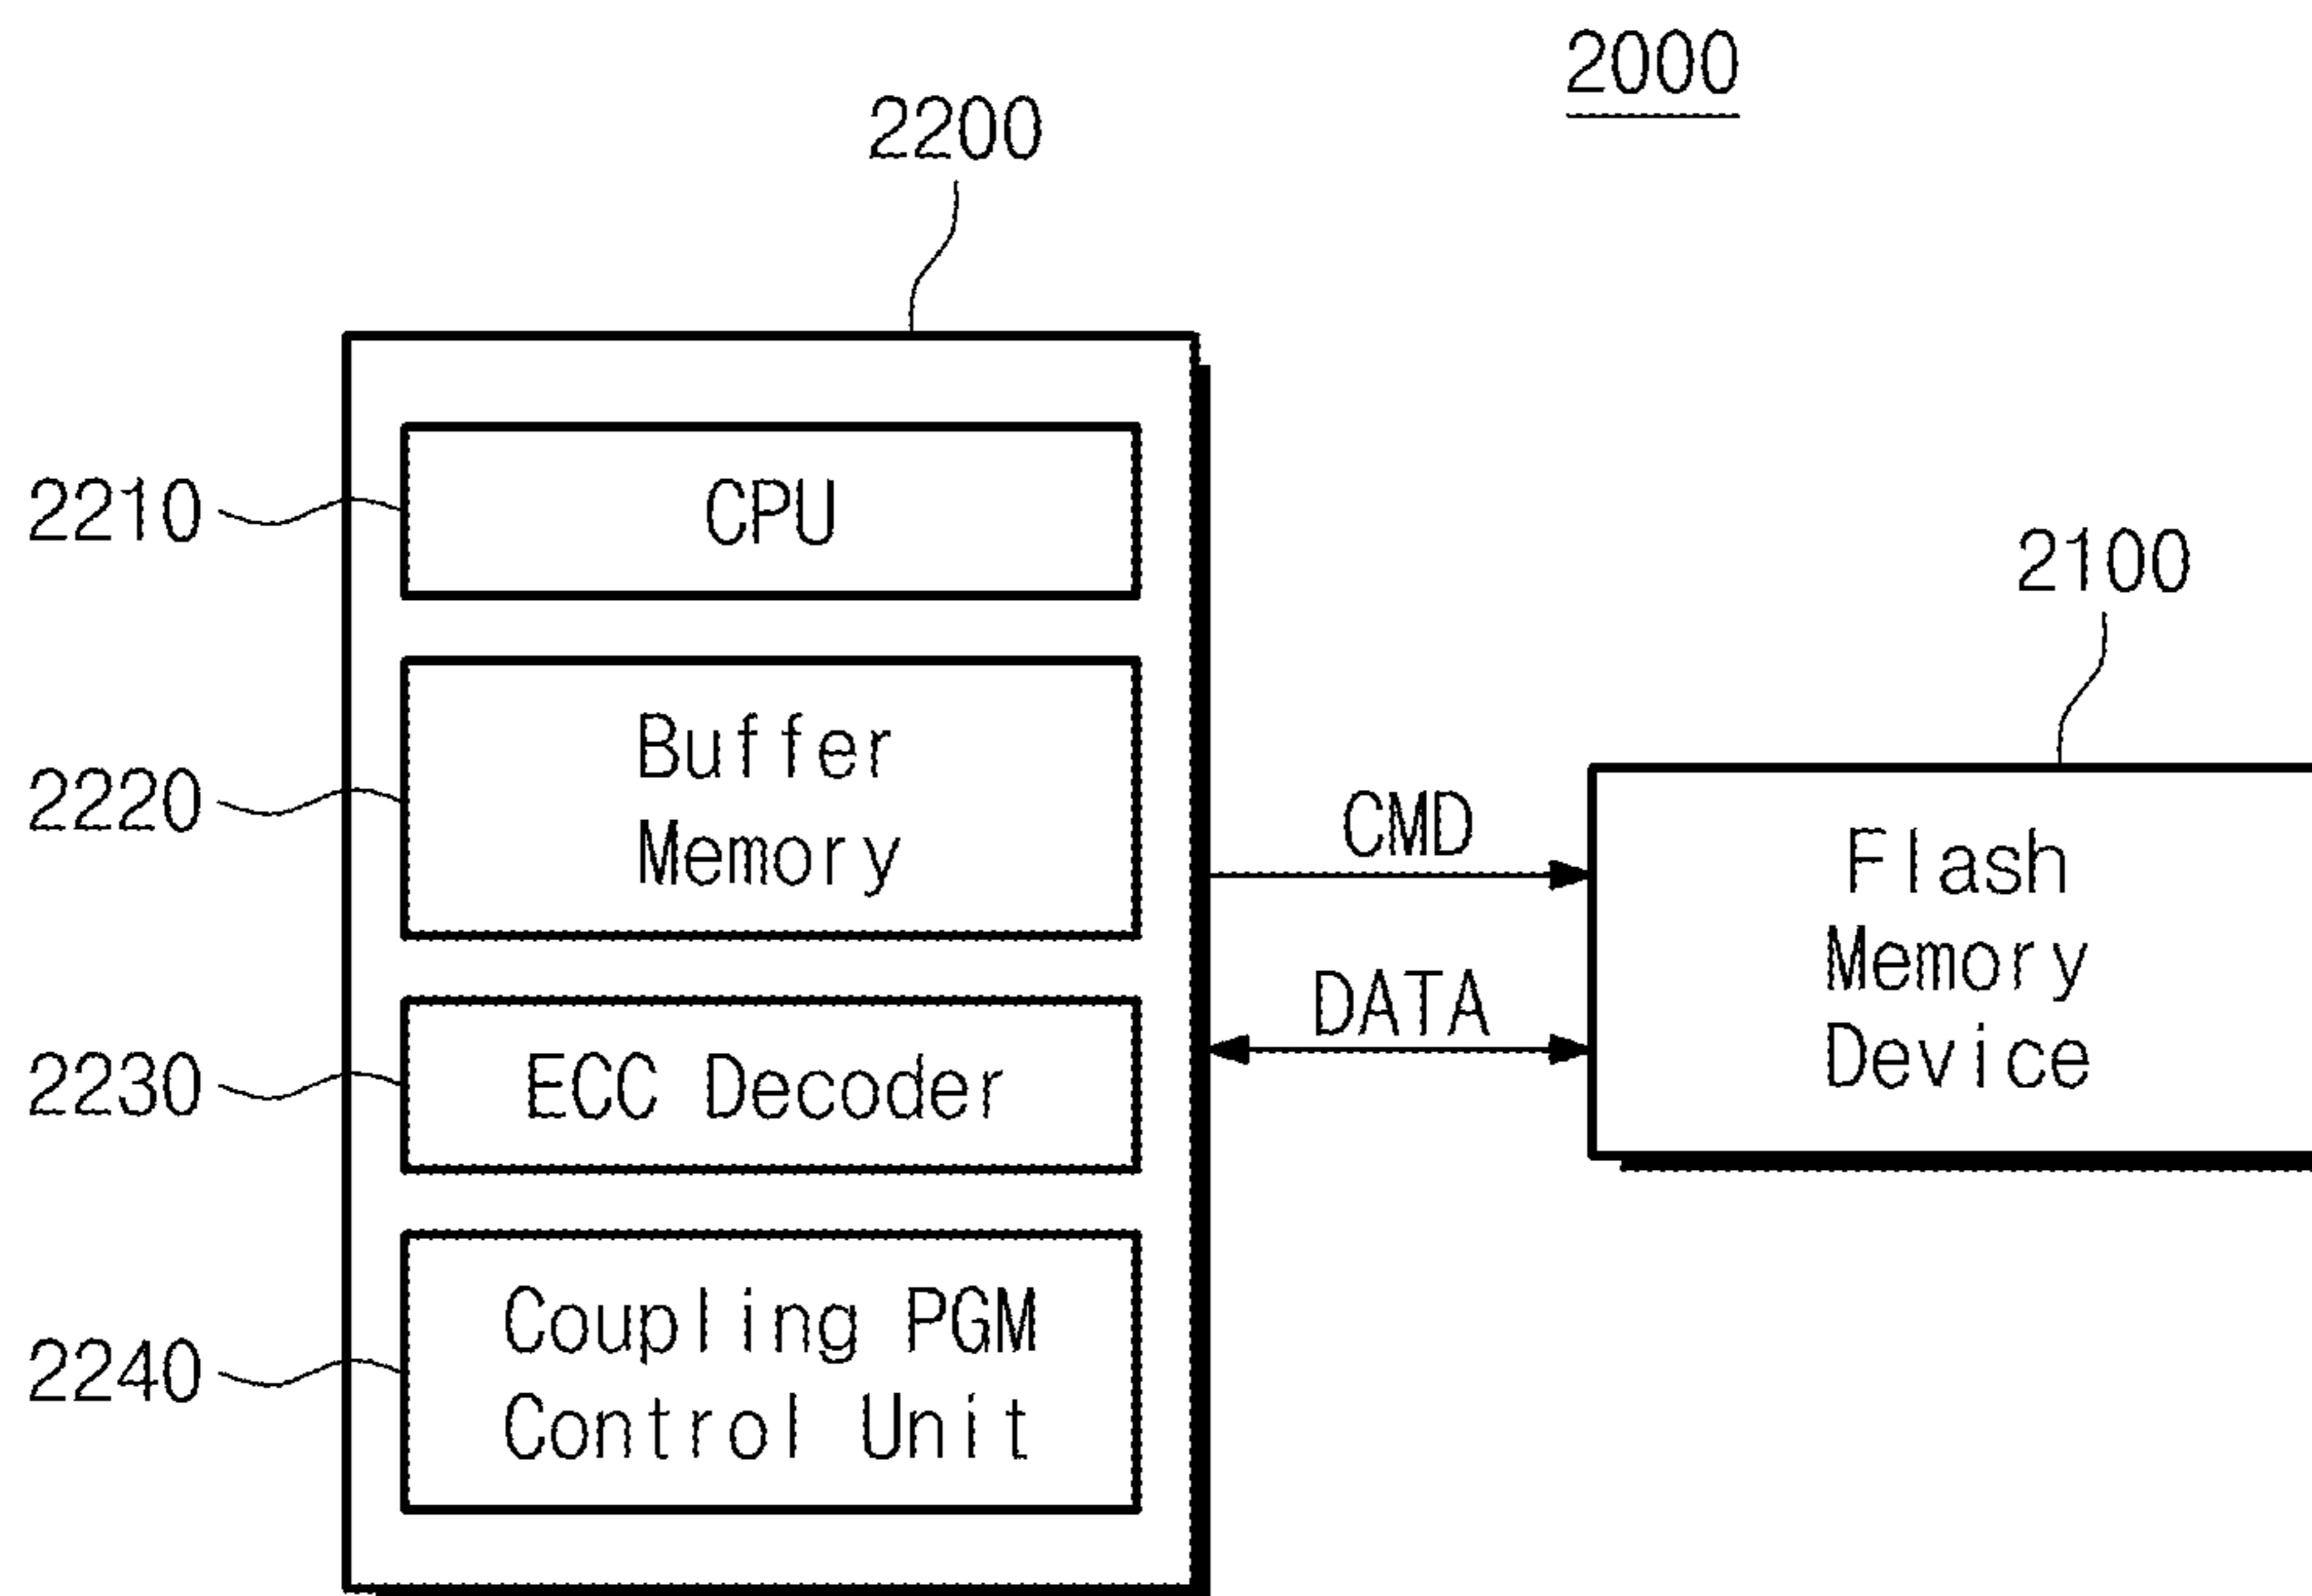 2000
2200
2210
CPU
2100
2220
Buffer
Memory
CMD
Flash
Memory
Device
DATA
2230
ECC Decoder
2240
Coupling PGM
Control Unit